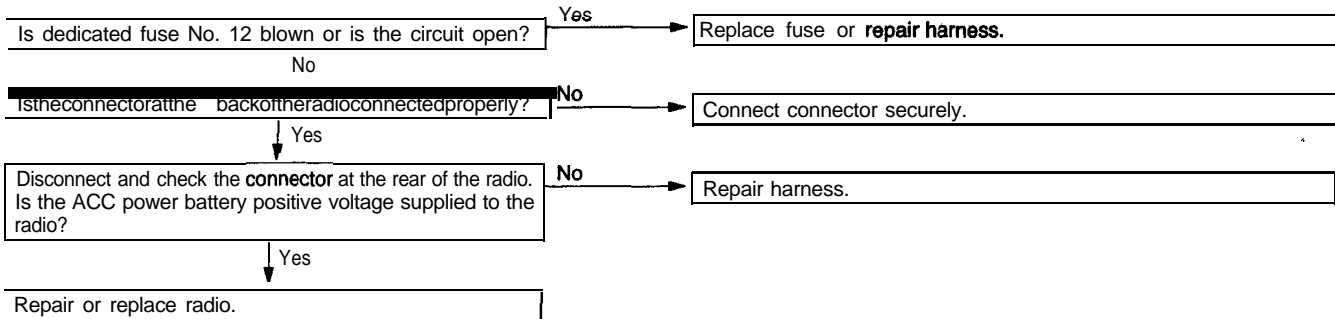 Is dedicated fuse No. 12 blown or is the circuit open?
Yes
Replace fuse or repair harness.
No
Istheconnectoratthe backoftheradioconnectedproperly?
No
Connect connector securely.
Yes
Disconnect and check the connector at the rear of the radio.
Is the ACC power battery positive voltage supplied to the
radio?
No
Repair harness.
Yes
Repair or replace radio.